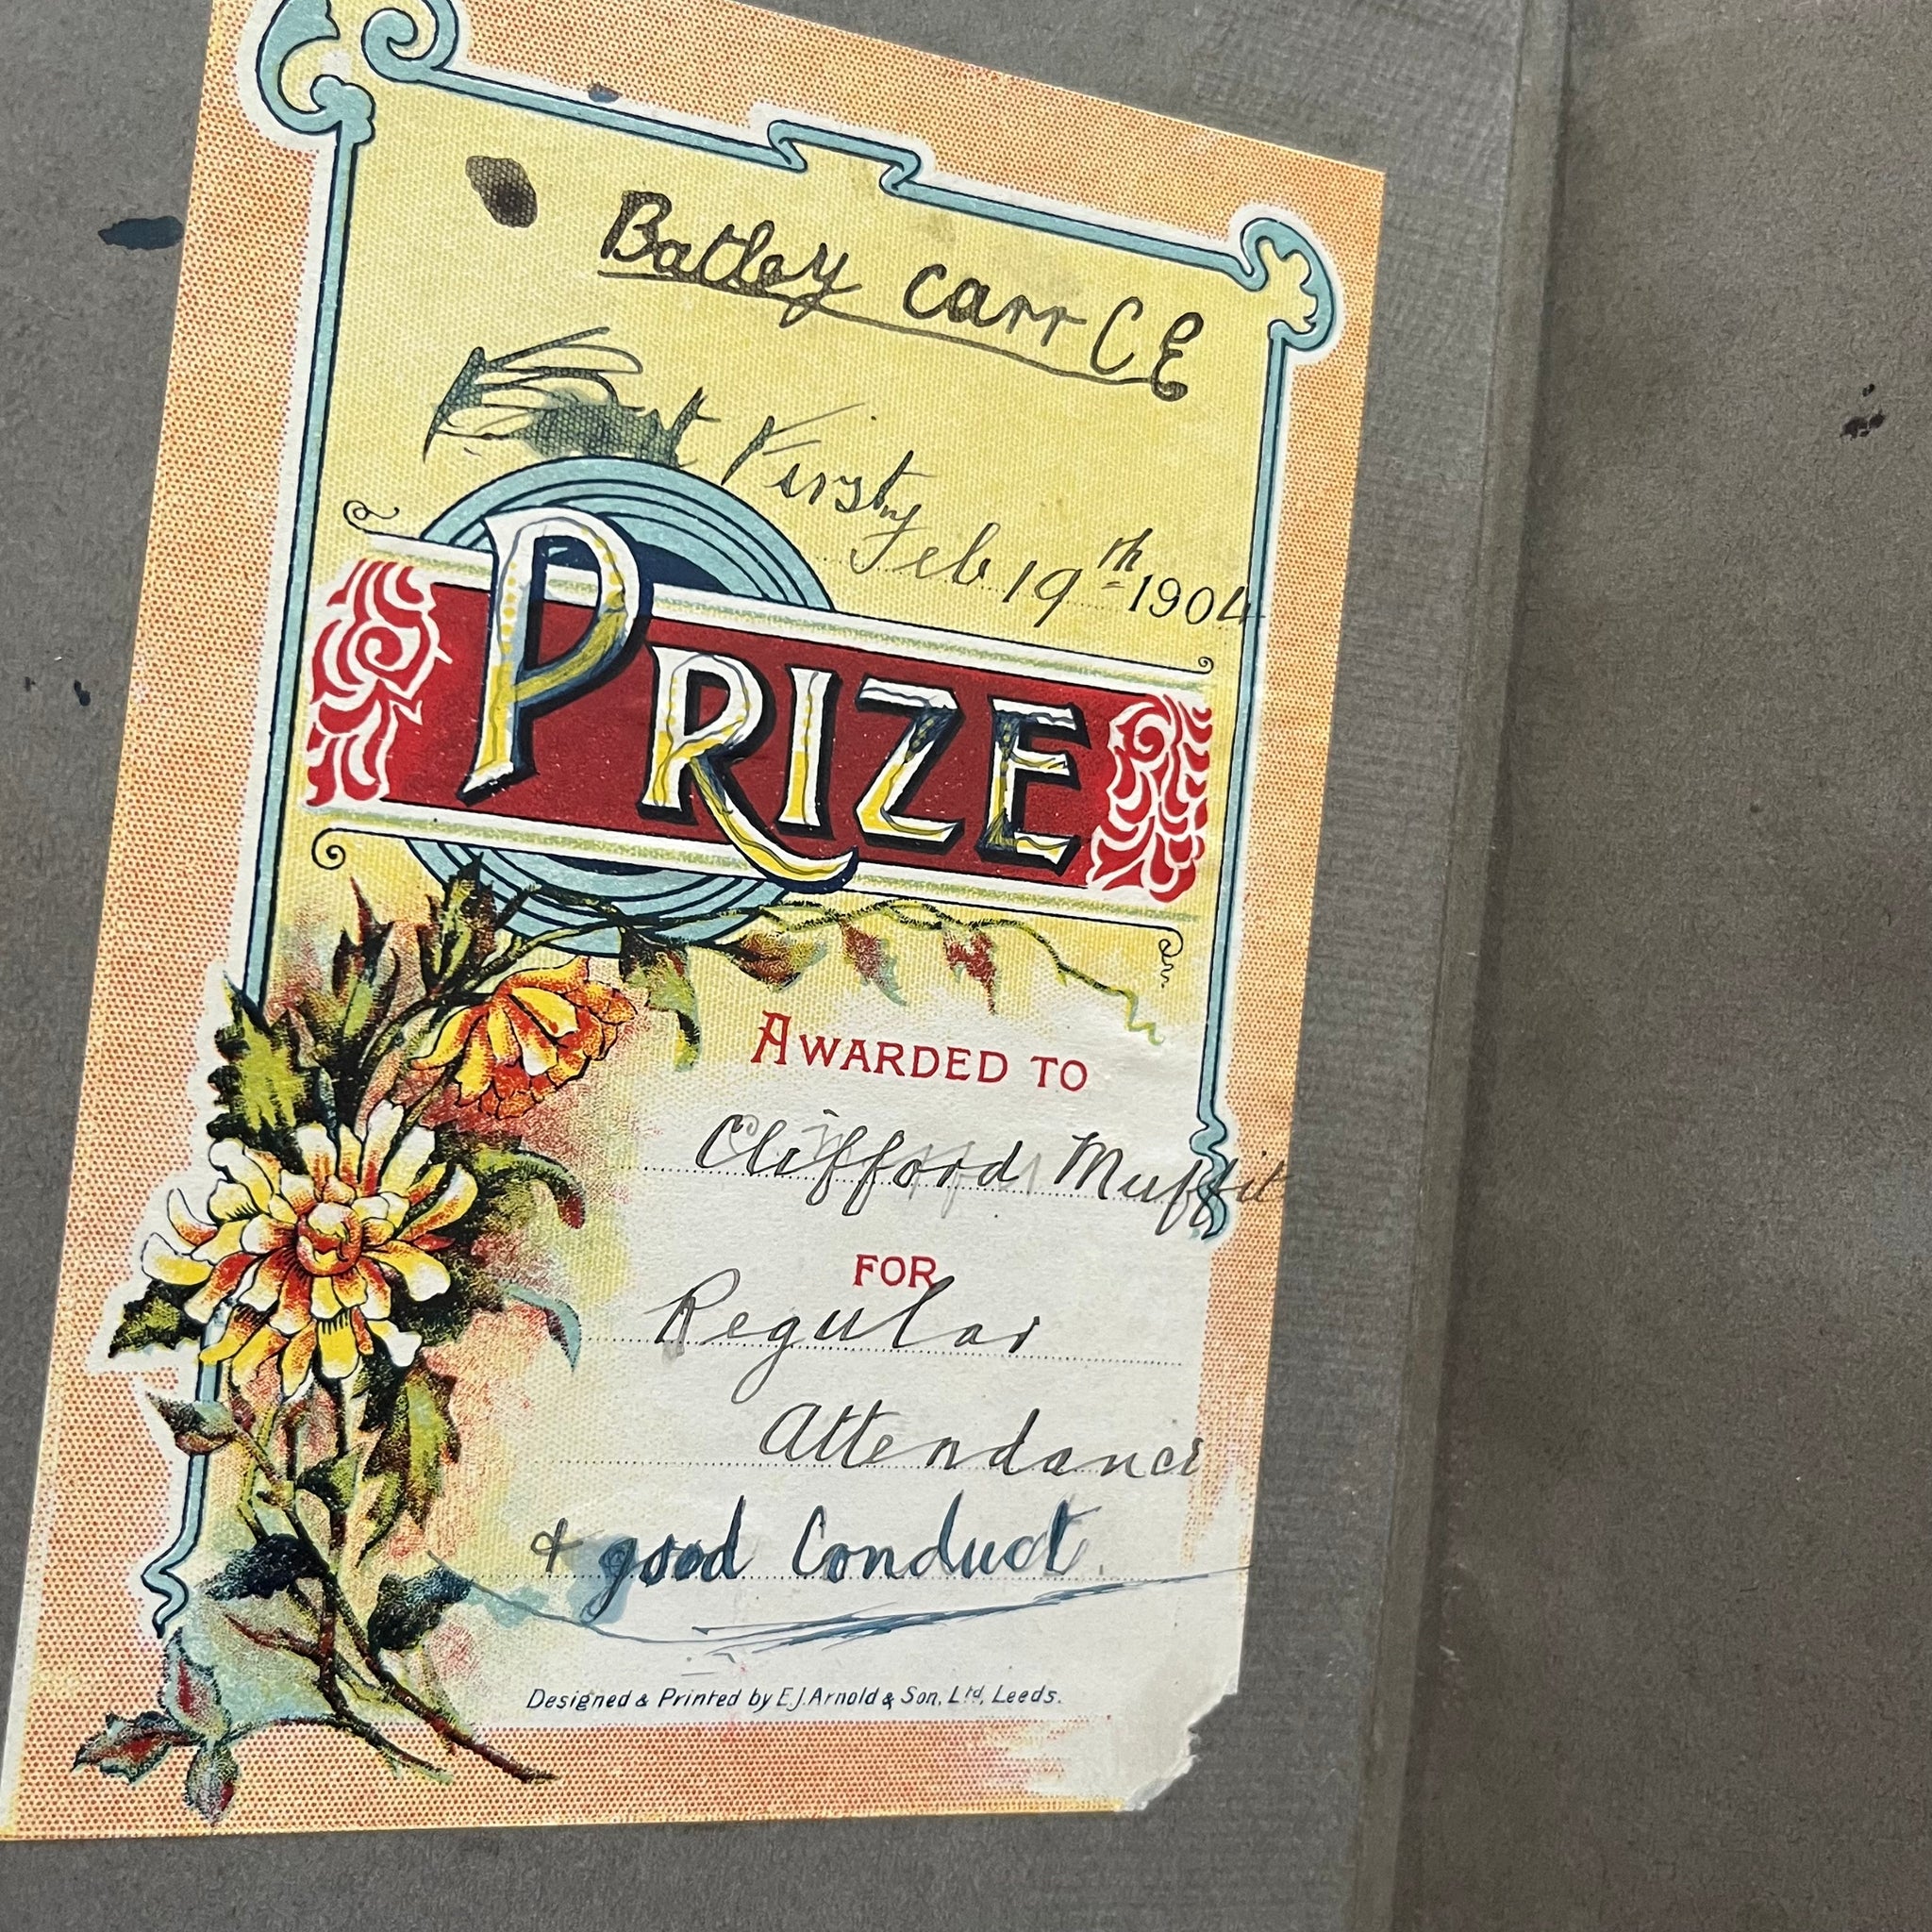 Batley Carr C E
Feb 19th 1904
PRIZE
AWARDED TO
Clifford Muffit
FOR
Regular
Attendance
+ good Conduct.
Designed & Printed by E.J. Arnold & Son, Ltd, Leeds.